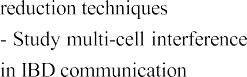 reduction techniques
- Study multi-cell interference
in IBD communication